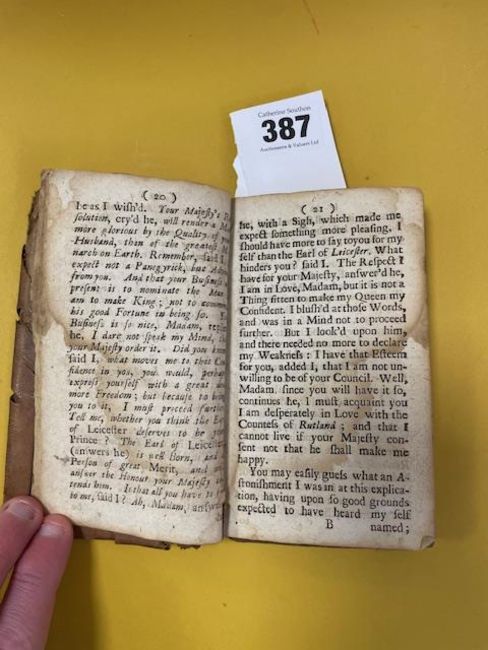 Catherine Southon
387
Auctioneers & Valuers Ltd
( 20 )
he as I wish'd. Your Majesty's
solution, cry'd he, will render a
more glorious by the Quality of
Husband, than of the greatest
narch on Earth. Remember, said I,
expect not a Panegyrick, but
from you. And that your Business
present is to nominate the
am to make King; not to
his good Fortune in being so.
Business is so nice, Madam,
he, I dare not speak my Mind,
your Majesty order it. Did you
said I, what moves me to that
fidence in you, you would, perhaps
express yourself with a great
more Freedom; but because to
you to it, I must proceed further
Tell me, whether you think the
of Leicester deserves to be
Prince? The Earl of Leicester
(answers he) is well Born, and
Person of great Merit, and
answer the Honour your Majesty
tends him. Is that all you have to
to me, said I? Ah, Madam,
( 21 )
he, with a Sigh, which made me
expect something more pleasing, I
should have more to say to you for my
self than the Earl of Leicester. What
hinders you? said I. The Respect I
have for your Majesty, answer'd he,
I am in Love, Madam, but it is not a
Thing fitten to make my Queen my
Confident. I blush'd at those Words,
and was in a Mind not to proceed
further. But I look'd upon him,
and there needed no more to declare
my Weakness: I have that Esteem
for you, added I, that I am not un-
willing to be of your Council. Well,
Madam, since you will have it so,
continues he, I must acquaint you
I am desperately in Love with the
Countess of Rutland; and that I
cannot live if your Majesty con-
sent not that he shall make me
happy.
You may easily guess what an A-
stonishment I was in at this explica-
tion, having upon so good grounds
expected to have heard my self
B named;